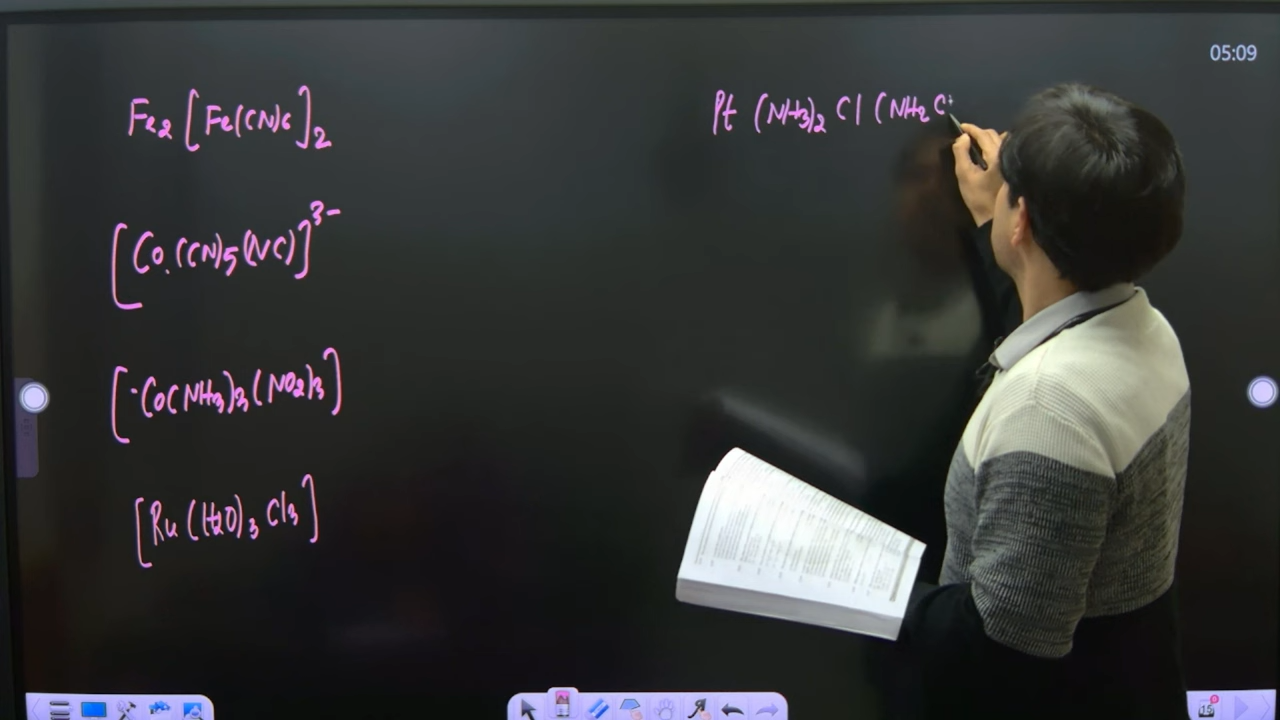 05:09
Fe2 [Fe(CN)6]2
[Co(CN)5(NC)]3-
[Co(NH3)3(NO2)3]
[Ru(H2O)3Cl3]
Pt (NH3)2 Cl (NH2 C
15